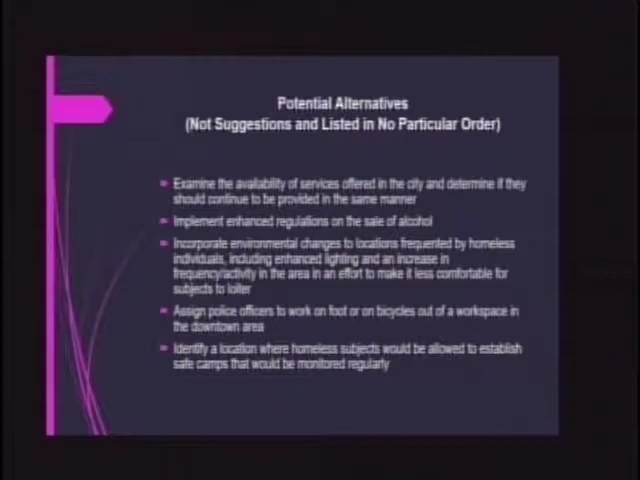 Potential Alternatives
(Not Suggestions and Listed in No Particular Order)
Examine the availability of services offered in the city and determine if they
should continue to be provided in the same manner
Implement enhanced regulations on the sale of alcohol
Incorporate environmental changes to locations frequented by homeless
individuals, including enhanced lighting and an increase in
frequency/activity in the area in an effort to make it less comfortable for
subjects to loiter
Assign police officers to work on foot or on bicycles out of a workspace in
the downtown area
Identify a location where homeless subjects would be allowed to establish
safe camps that would be monitored regularly